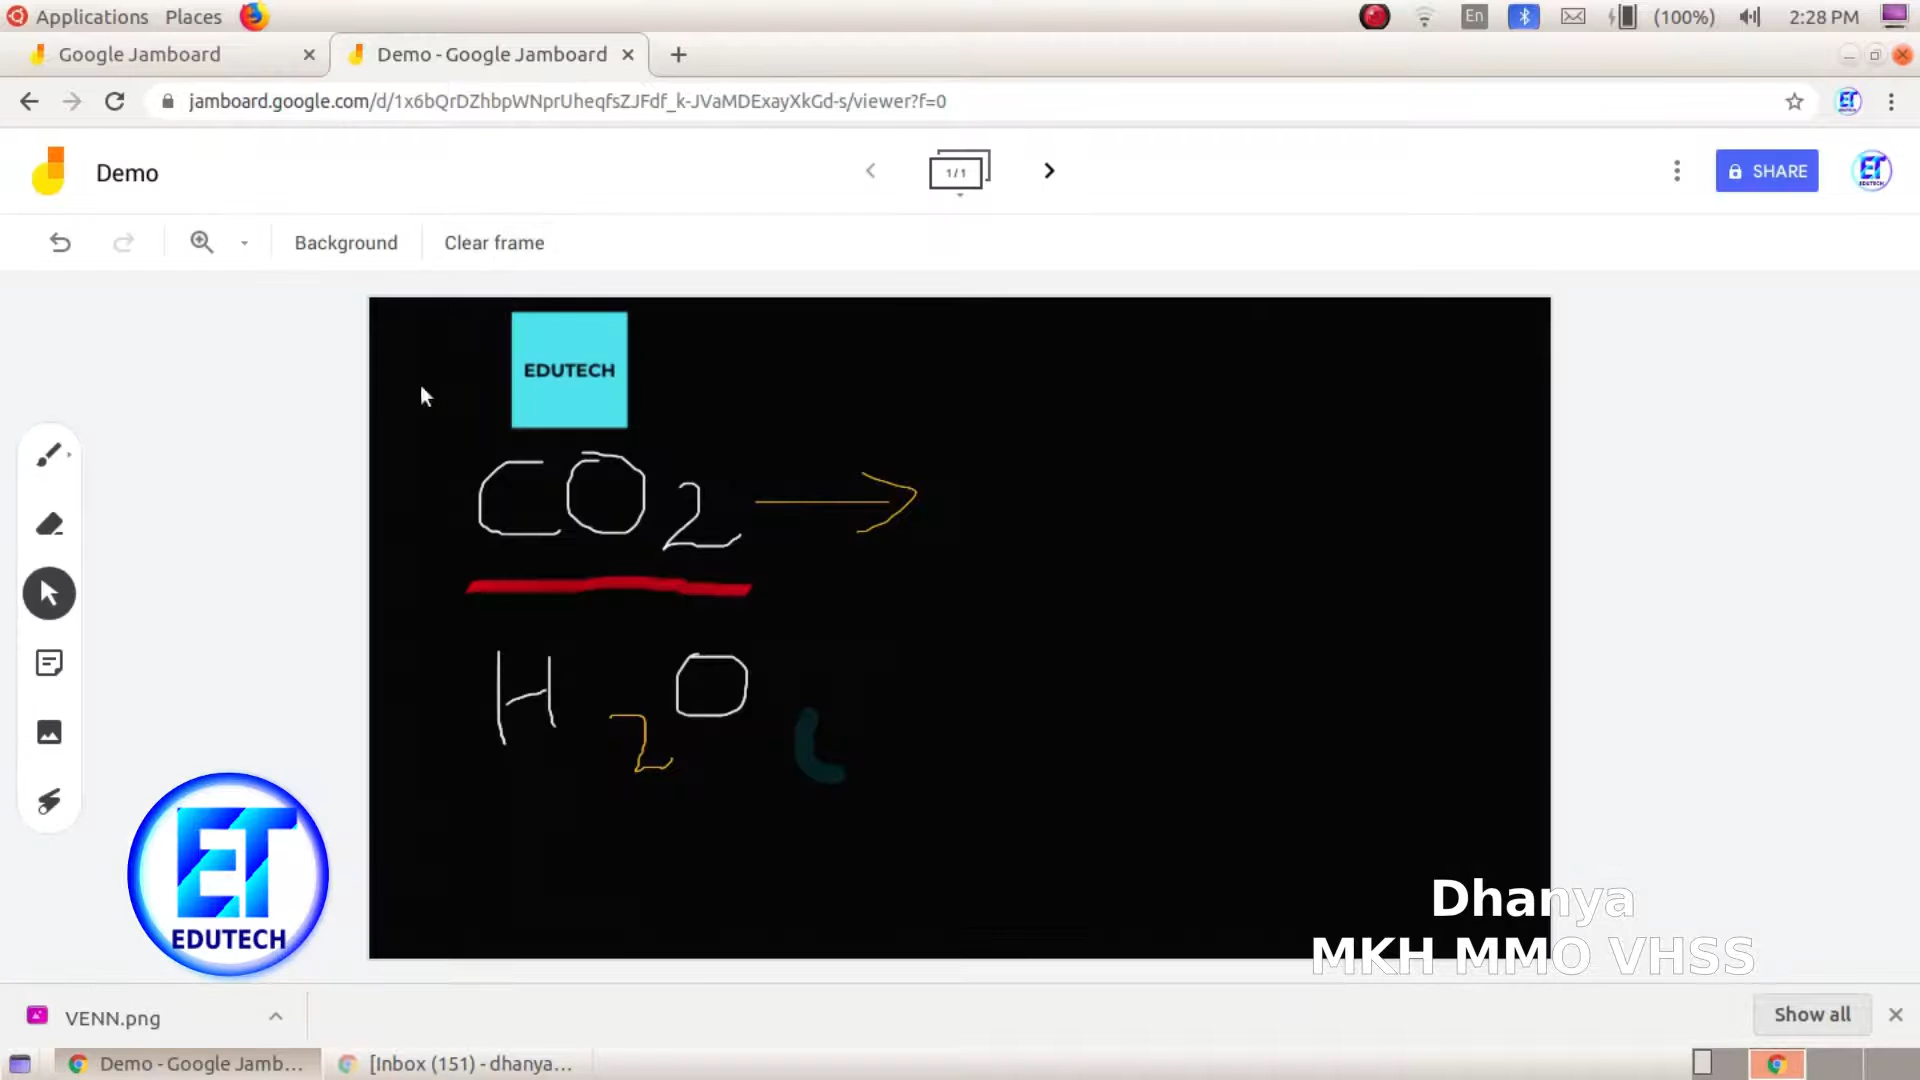 Applications Places En (100%) 2:28 PM
Google Jamboard Demo - Google Jamboard
jamboard.google.com/d/1x6bQrDZhbpWNprUheqfsZJFdf_k-JVaMDExayXkGd-s/viewer?f=0
Demo 1/1 SHARE
Background Clear frame
EDUTECH
CO2
H2O
ET
EDUTECH
Dhanya
MKH MMO VHSS
VENN.png Show all
Demo - Google Jamb... [Inbox (151) - dhanya...